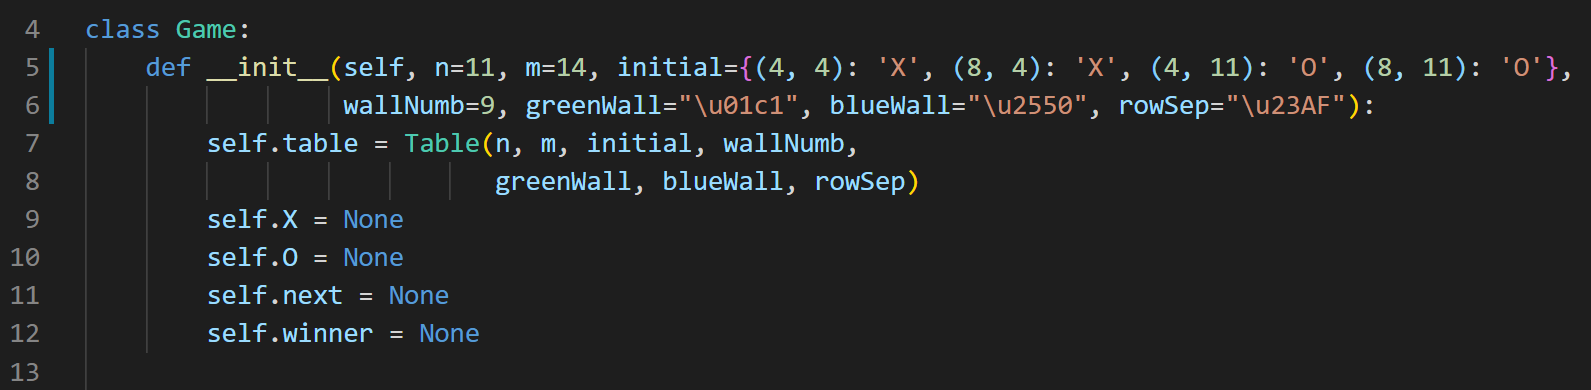 4 class Game:
5 def __init__(self, n=11, m=14, initial={(4, 4): 'X', (8, 4): 'X', (4, 11): 'O', (8, 11): 'O'},
6 wallNumb=9, greenWall="\u01c1", blueWall="\u2550", rowSep="\u23AF"):
7 self.table = Table(n, m, initial, wallNumb,
8 greenWall, blueWall, rowSep)
9 self.X = None
10 self.O = None
11 self.next = None
12 self.winner = None
13